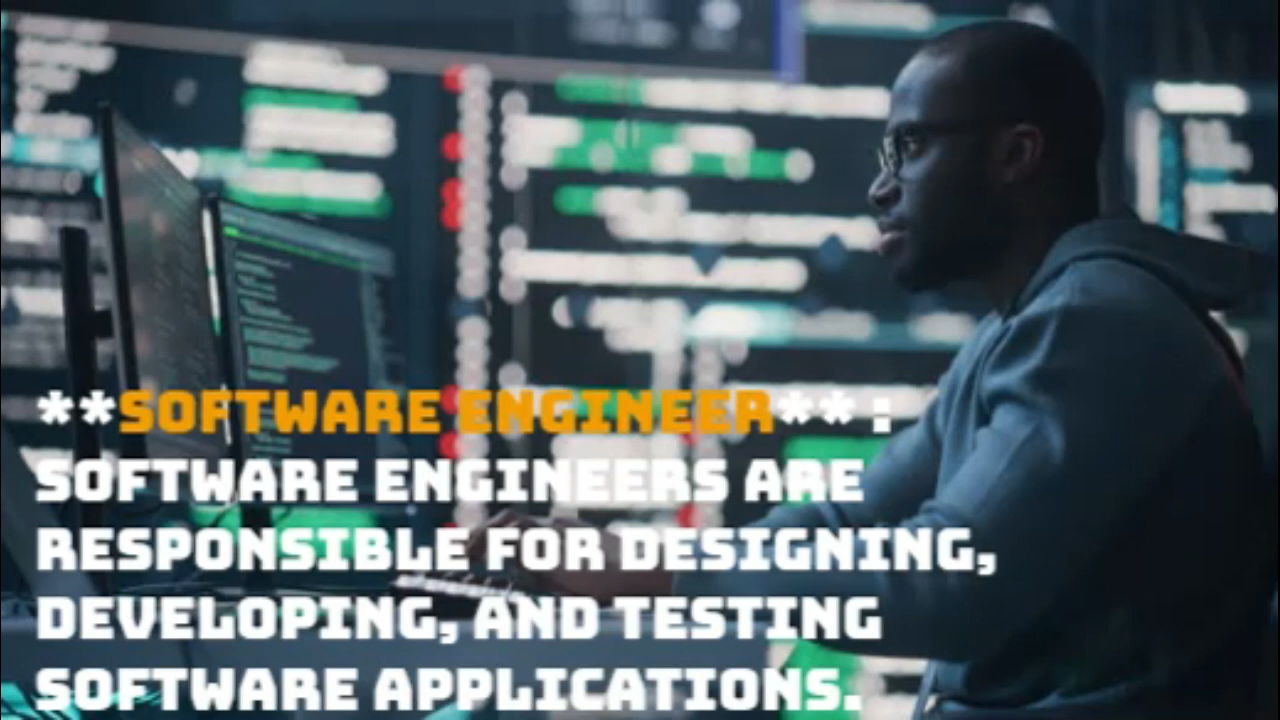 **SOFTWARE ENGINEER** :
SOFTWARE ENGINEERS ARE
RESPONSIBLE FOR DESIGNING,
DEVELOPING, AND TESTING
SOFTWARE APPLICATIONS.